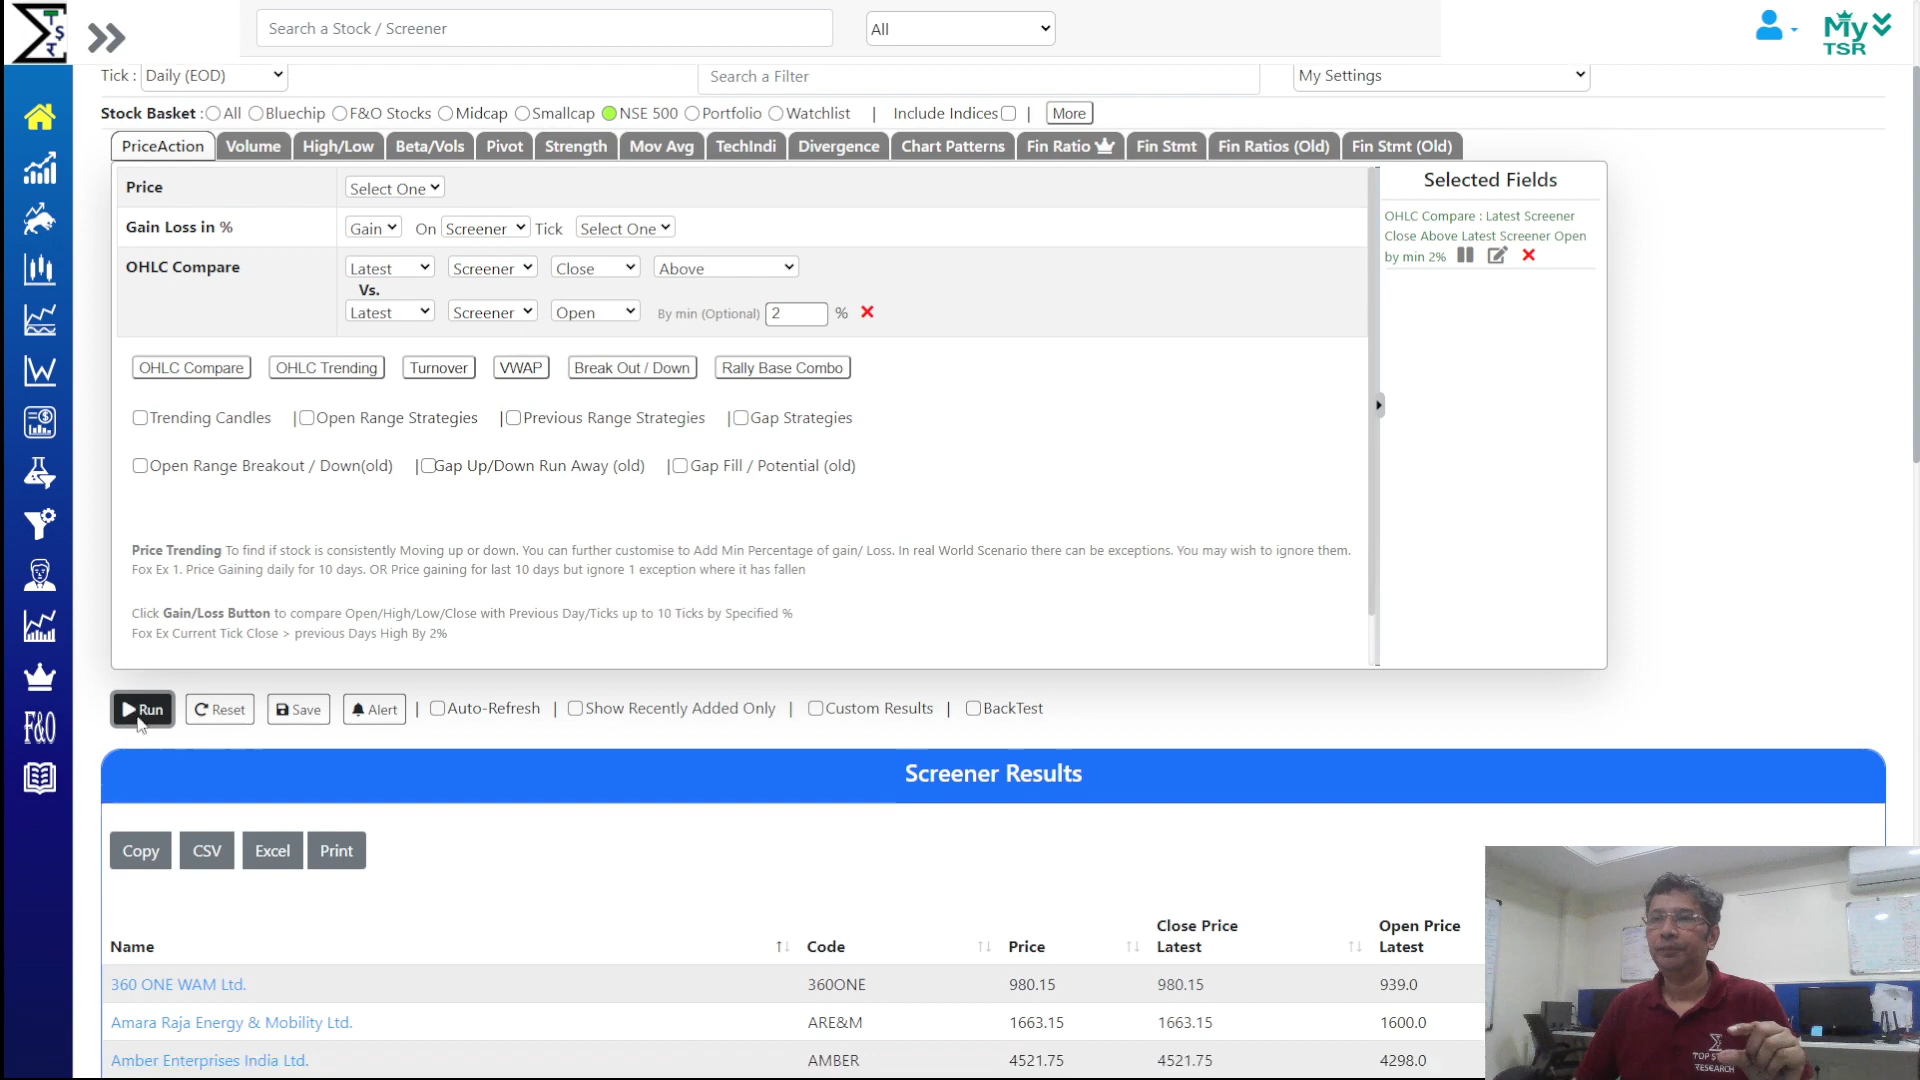 Search a Stock / Screener
All
My
TSR
Tick : Daily (EOD)
Search a Filter
My Settings
Stock Basket : All Bluechip F&O Stocks Midcap Smallcap NSE 500 Portfolio Watchlist | Include Indices | More
PriceAction Volume High/Low Beta/Vols Pivot Strength Mov Avg TechIndi Divergence Chart Patterns Fin Ratio Fin Stmt Fin Ratios (Old) Fin Stmt (Old)
Price Select One
Gain Loss in % Gain On Screener Tick Select One
OHLC Compare Latest Screener Close Above
Vs.
Latest Screener Open By min (Optional) 2 %
Selected Fields
OHLC Compare : Latest Screener
Close Above Latest Screener Open
by min 2%
OHLC Compare OHLC Trending Turnover VWAP Break Out / Down Rally Base Combo
Trending Candles | Open Range Strategies | Previous Range Strategies | Gap Strategies
Open Range Breakout / Down(old) | Gap Up/Down Run Away (old) | Gap Fill / Potential (old)
Price Trending To find if stock is consistently Moving up or down. You can further customise to Add Min Percentage of gain/ Loss. In real World Scenario there can be exceptions. You may wish to ignore them.
Fox Ex 1. Price Gaining daily for 10 days. OR Price gaining for last 10 days but ignore 1 exception where it has fallen
Click Gain/Loss Button to compare Open/High/Low/Close with Previous Day/Ticks up to 10 Ticks by Specified %
Fox Ex Current Tick Close > previous Days High By 2%
Run Reset Save Alert | Auto-Refresh | Show Recently Added Only | Custom Results | BackTest
F&O
Screener Results
Copy CSV Excel Print
Name Code Price Close Price Latest Open Price Latest
360 ONE WAM Ltd. 360ONE 980.15 980.15 939.0
Amara Raja Energy & Mobility Ltd. ARE&M 1663.15 1663.15 1600.0
Amber Enterprises India Ltd. AMBER 4521.75 4521.75 4298.0
RESEARCH